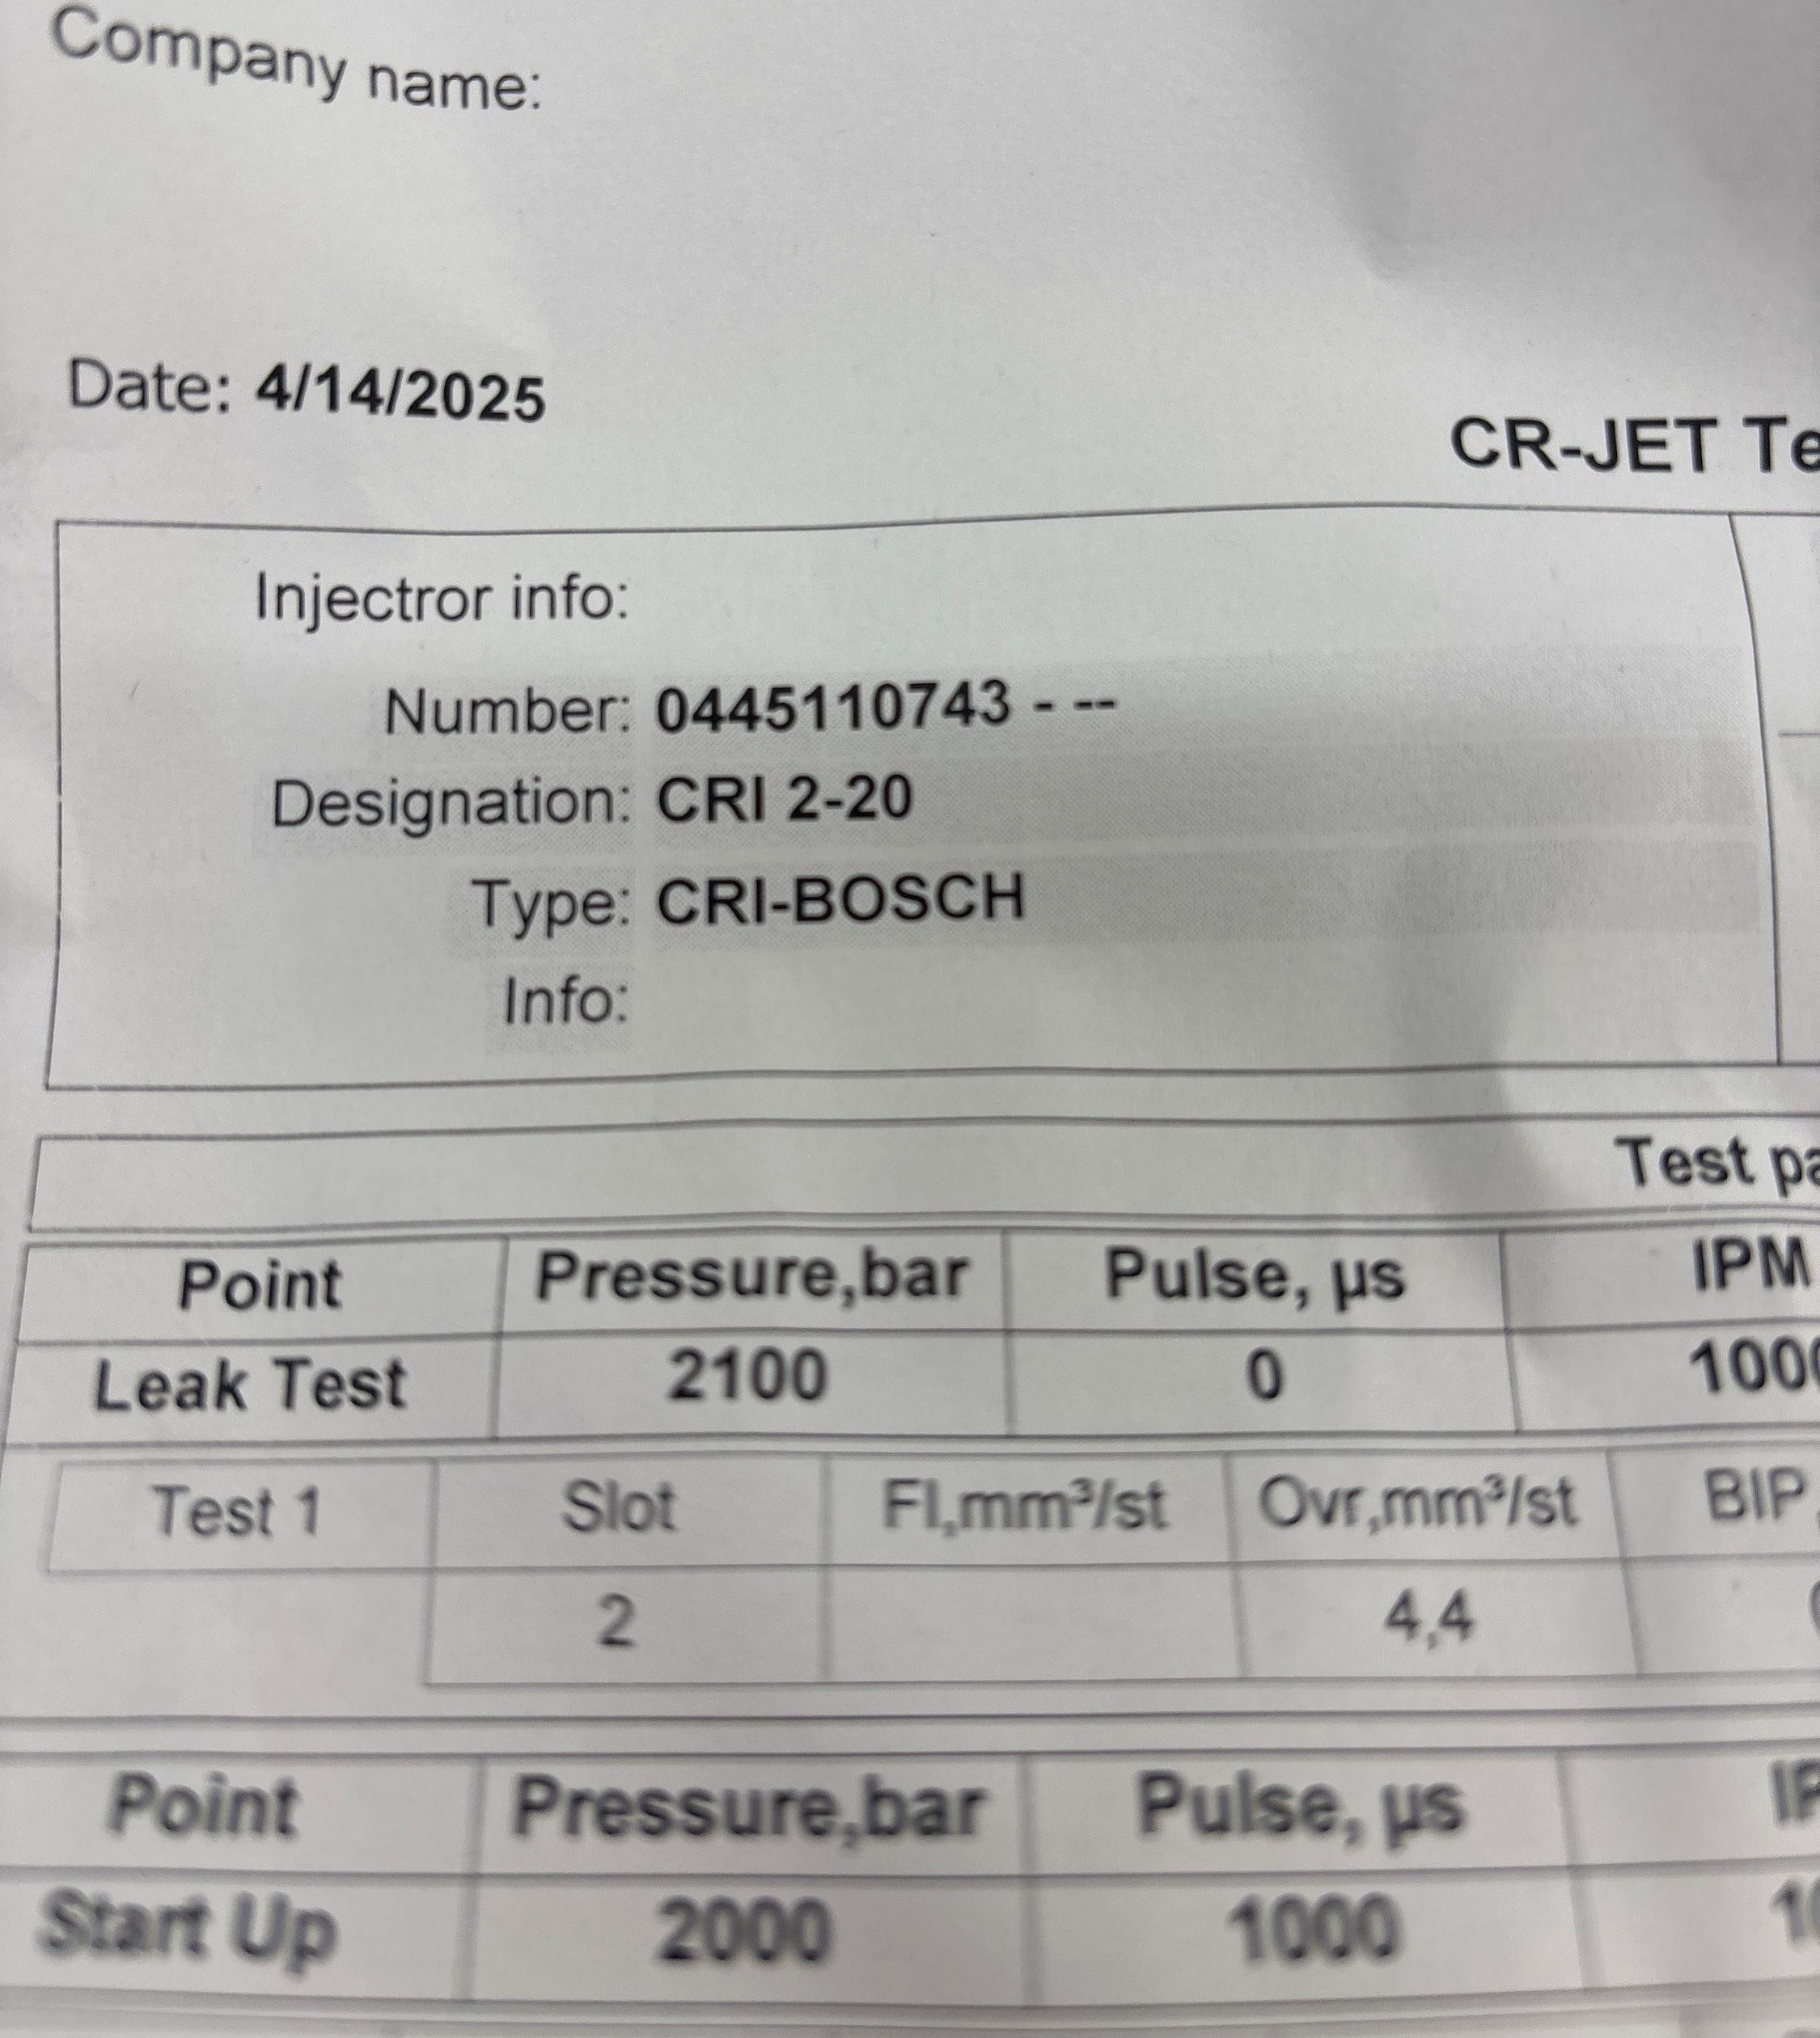 Company name:
Date: 4/14/2025
CR-JET Te
Injectror info:
Number: 0445110743 - --
Designation: CRI 2-20
Type: CRI-BOSCH
Info:
Test pa
Point Pressure,bar Pulse, µs IPM
Leak Test 2100 0 100
Test 1 Slot Fl,mm³/st Ovr,mm³/st BIP
2 4,4
Point Pressure,bar Pulse, µs
Start Up 2000 1000